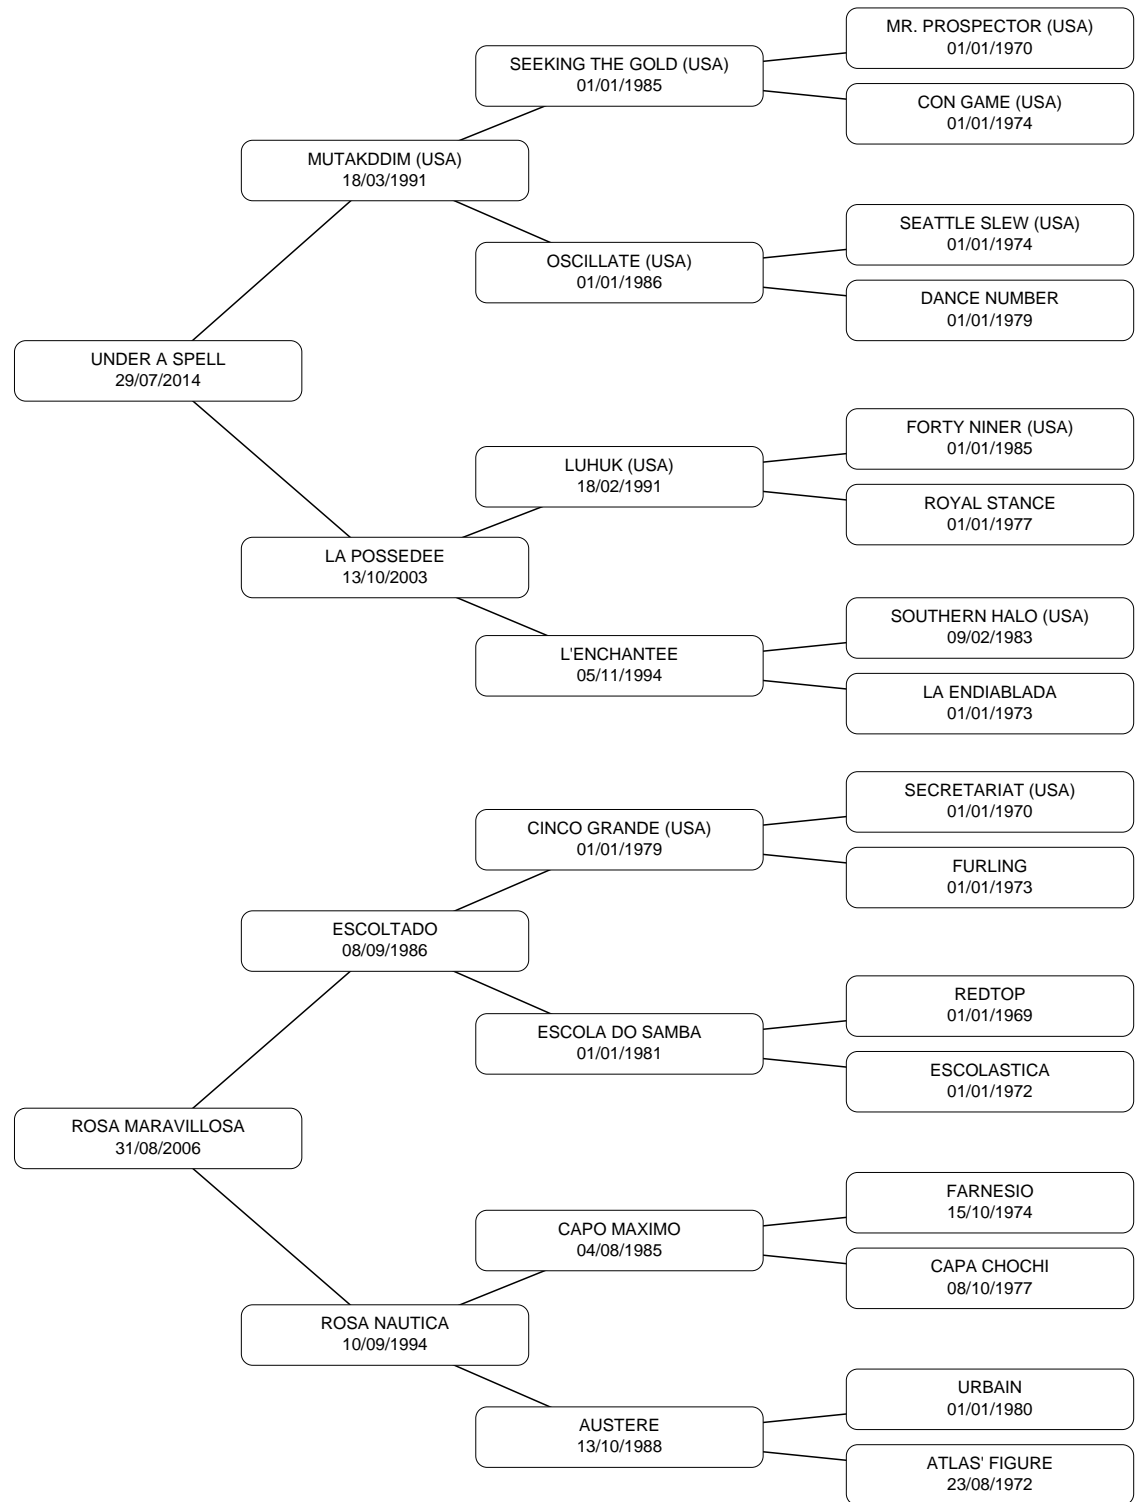 MR. PROSPECTOR (USA)
01/01/1970
SEEKING THE GOLD (USA)
01/01/1985
CON GAME (USA)
01/01/1974
MUTAKDDIM (USA)
18/03/1991
SEATTLE SLEW (USA)
01/01/1974
OSCILLATE (USA)
01/01/1986
DANCE NUMBER
01/01/1979
UNDER A SPELL
29/07/2014
FORTY NINER (USA)
01/01/1985
LUHUK (USA)
18/02/1991
ROYAL STANCE
01/01/1977
LA POSSEDEE
13/10/2003
SOUTHERN HALO (USA)
09/02/1983
L'ENCHANTEE
05/11/1994
LA ENDIABLADA
01/01/1973
SECRETARIAT (USA)
01/01/1970
CINCO GRANDE (USA)
01/01/1979
FURLING
01/01/1973
ESCOLTADO
08/09/1986
REDTOP
01/01/1969
ESCOLA DO SAMBA
01/01/1981
ESCOLASTICA
01/01/1972
ROSA MARAVILLOSA
31/08/2006
FARNESIO
15/10/1974
CAPO MAXIMO
04/08/1985
CAPA CHOCHI
08/10/1977
ROSA NAUTICA
10/09/1994
URBAIN
01/01/1980
AUSTERE
13/10/1988
ATLAS' FIGURE
23/08/1972